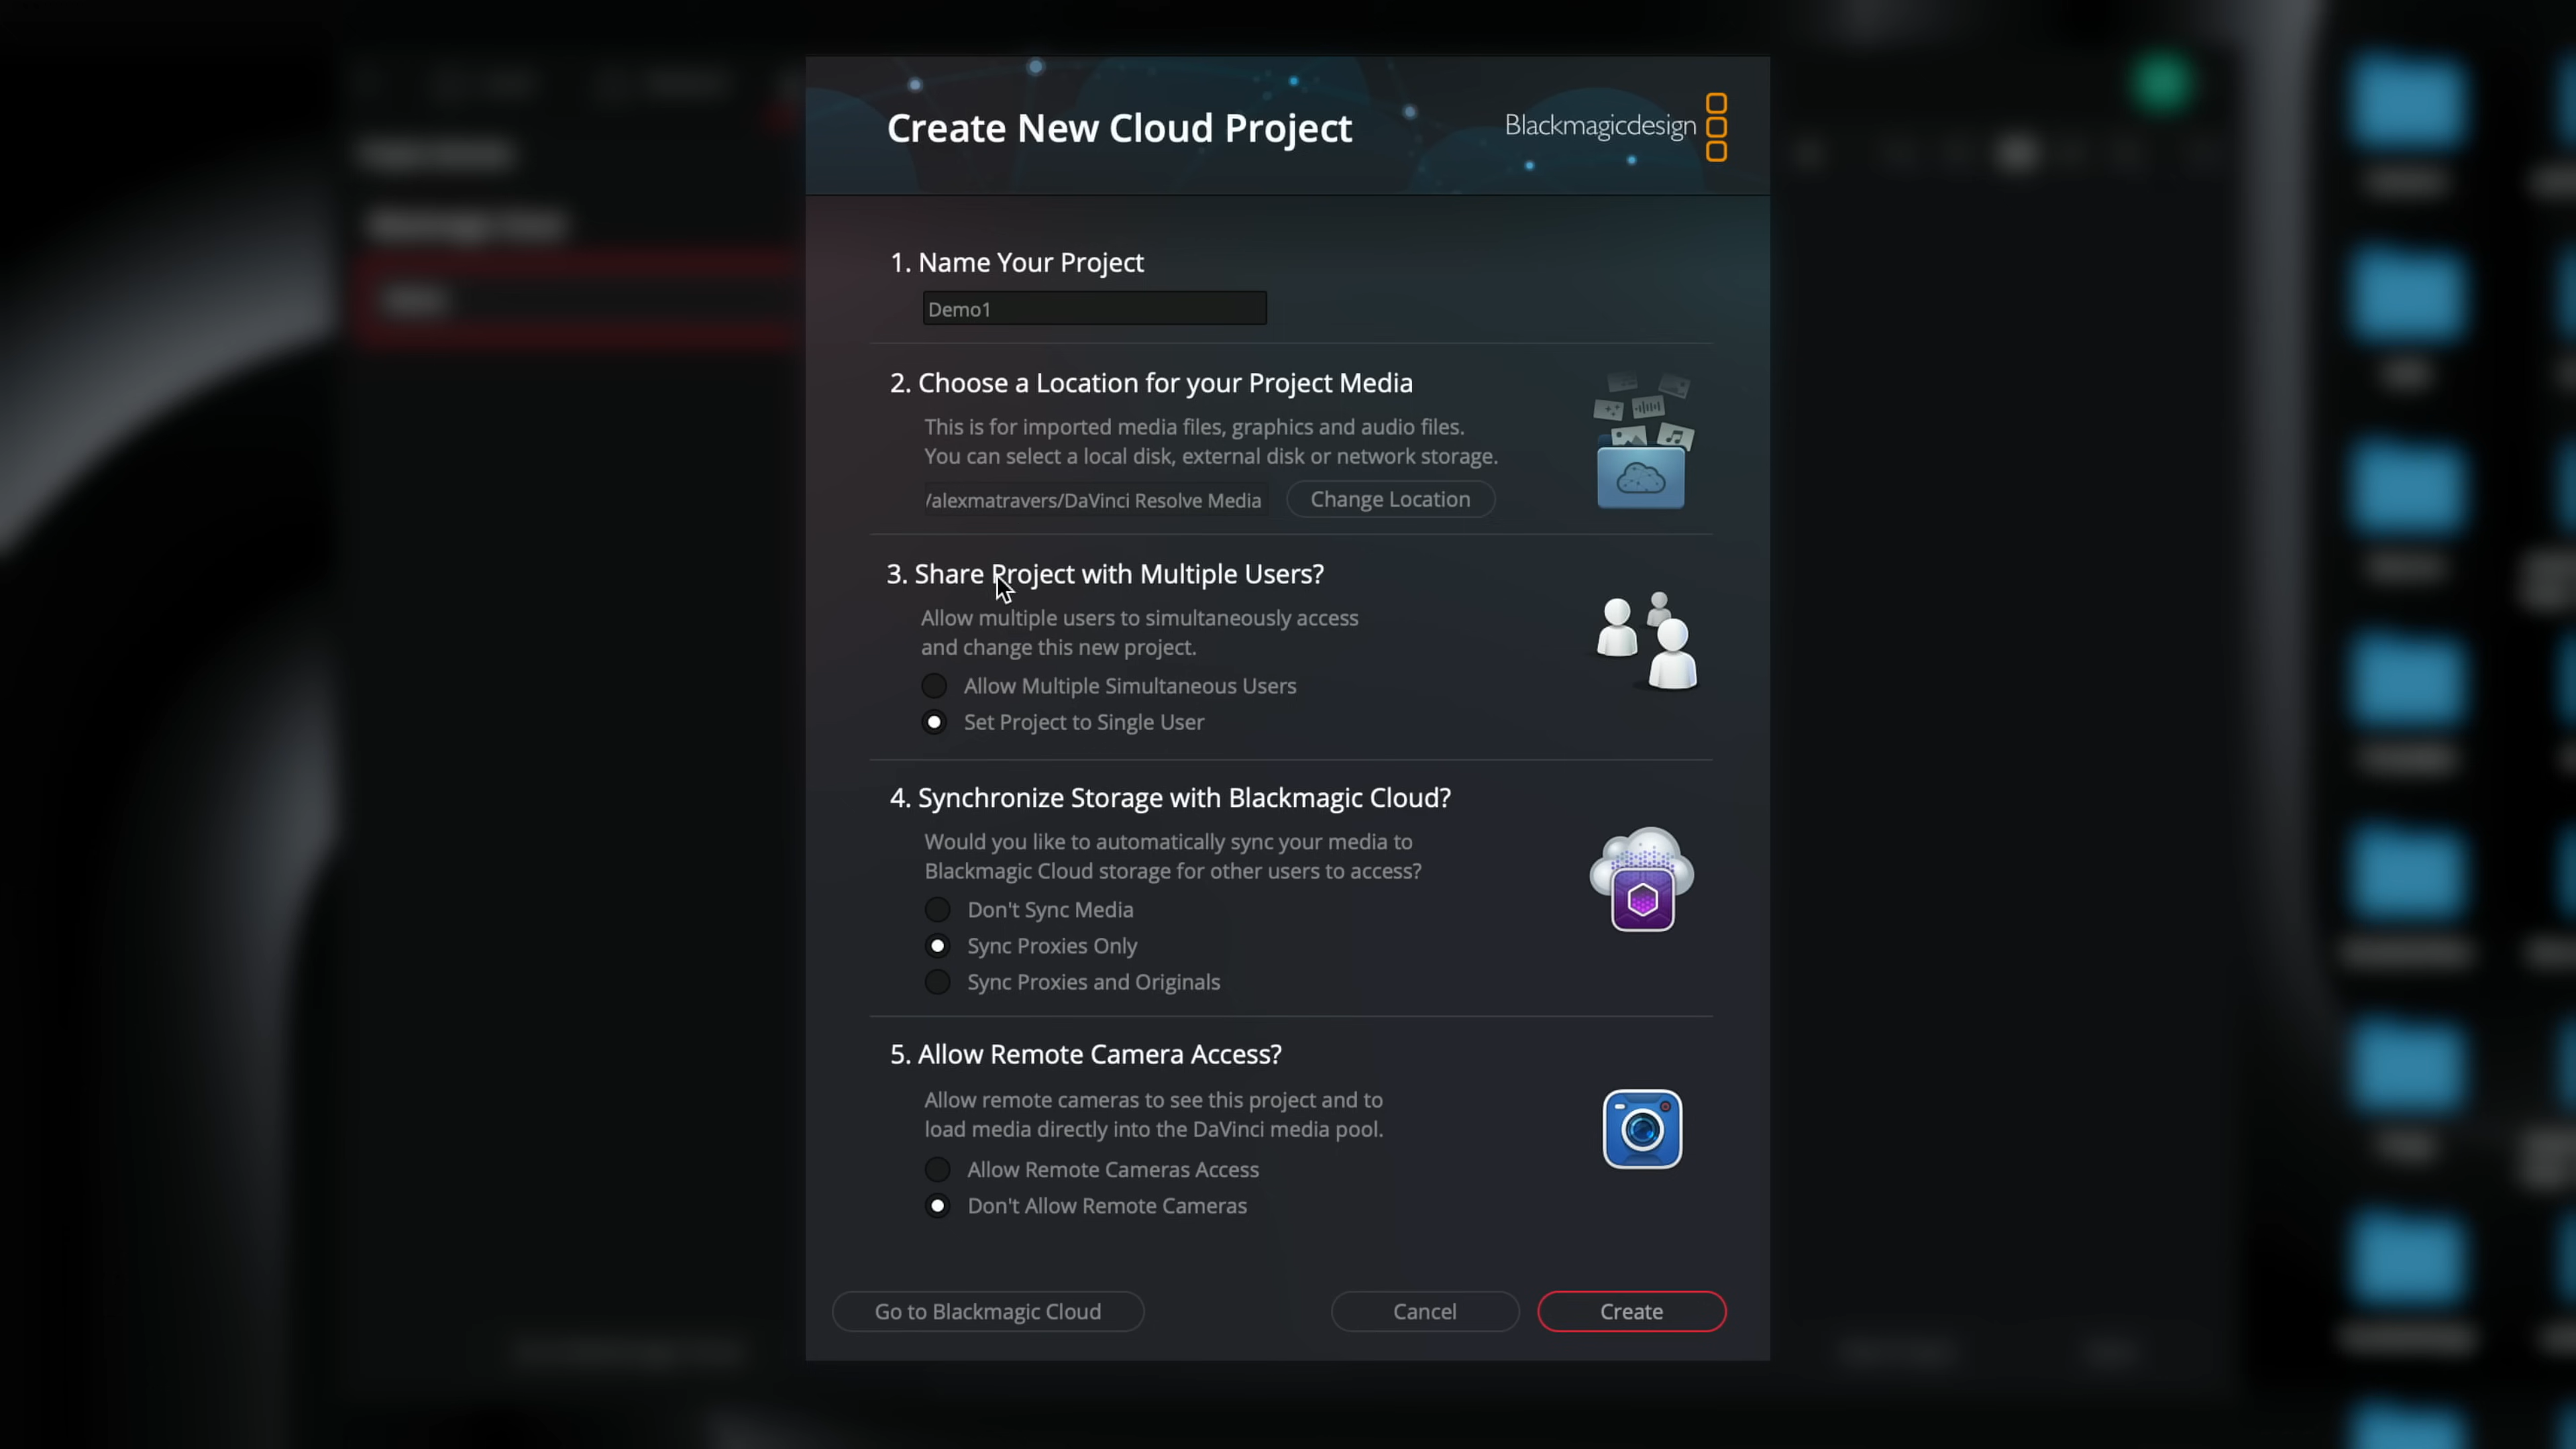 Create New Cloud Project
Blackmagicdesign
1. Name Your Project
Demo1
2. Choose a Location for your Project Media
This is for imported media files, graphics and audio files.
You can select a local disk, external disk or network storage.
/alexmatravers/DaVinci Resolve Media
Change Location
3. Share Project with Multiple Users?
Allow multiple users to simultaneously access
and change this new project.
Allow Multiple Simultaneous Users
Set Project to Single User
4. Synchronize Storage with Blackmagic Cloud?
Would you like to automatically sync your media to
Blackmagic Cloud storage for other users to access?
Don't Sync Media
Sync Proxies Only
Sync Proxies and Originals
5. Allow Remote Camera Access?
Allow remote cameras to see this project and to
load media directly into the DaVinci media pool.
Allow Remote Cameras Access
Don't Allow Remote Cameras
Go to Blackmagic Cloud
Cancel
Create